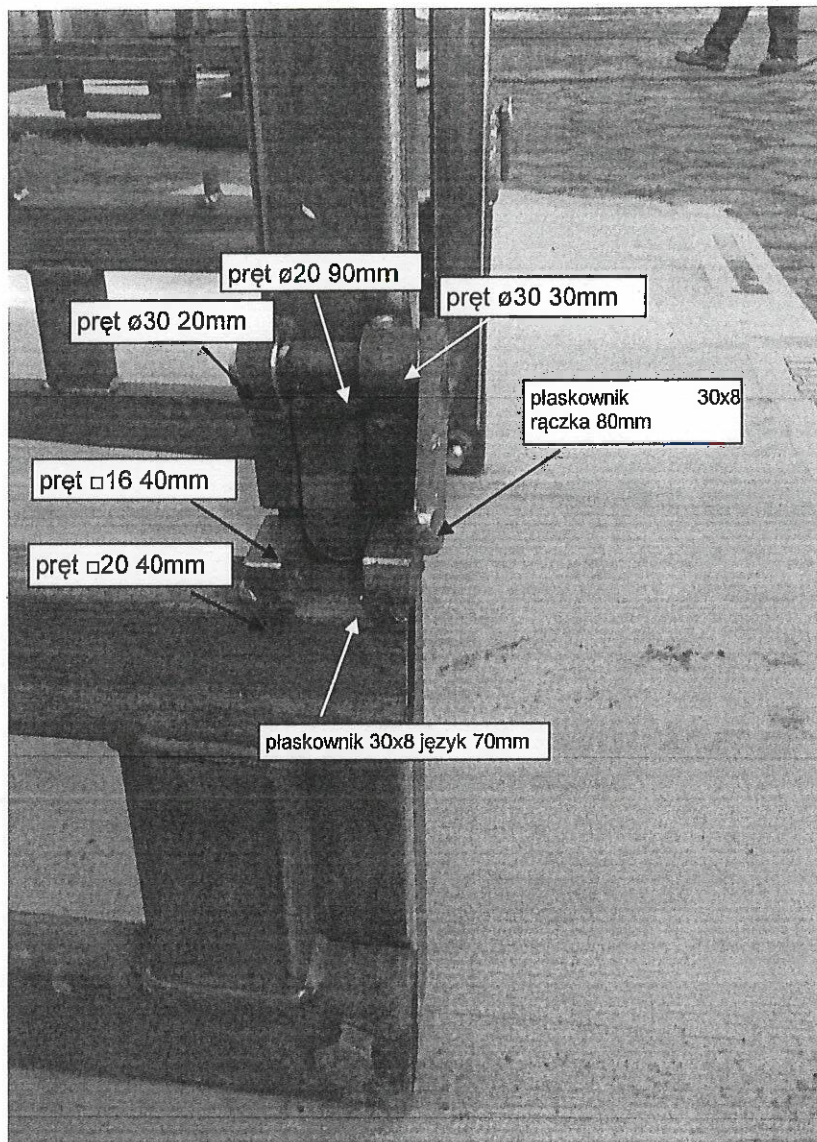 pręt ø20 90mm
pręt ø30 30mm
pręt ø30 20mm
płaskownik 30x8
rączka 80mm
pręt □16 40mm
pręt □20 40mm
płaskownik 30x8 język 70mm